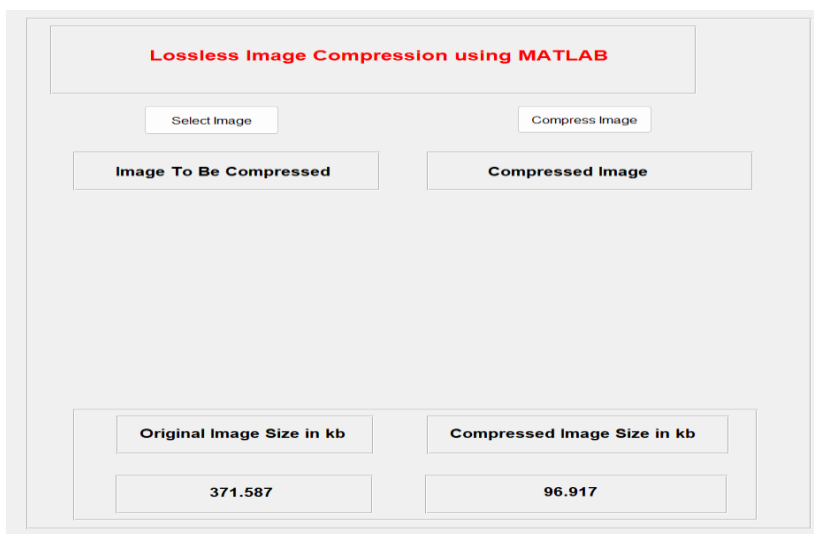 Lossless Image Compression using MATLAB
Select Image
Compress Image
Image To Be Compressed
Compressed Image
Original Image Size in kb
Compressed Image Size in kb
371.587
96.917